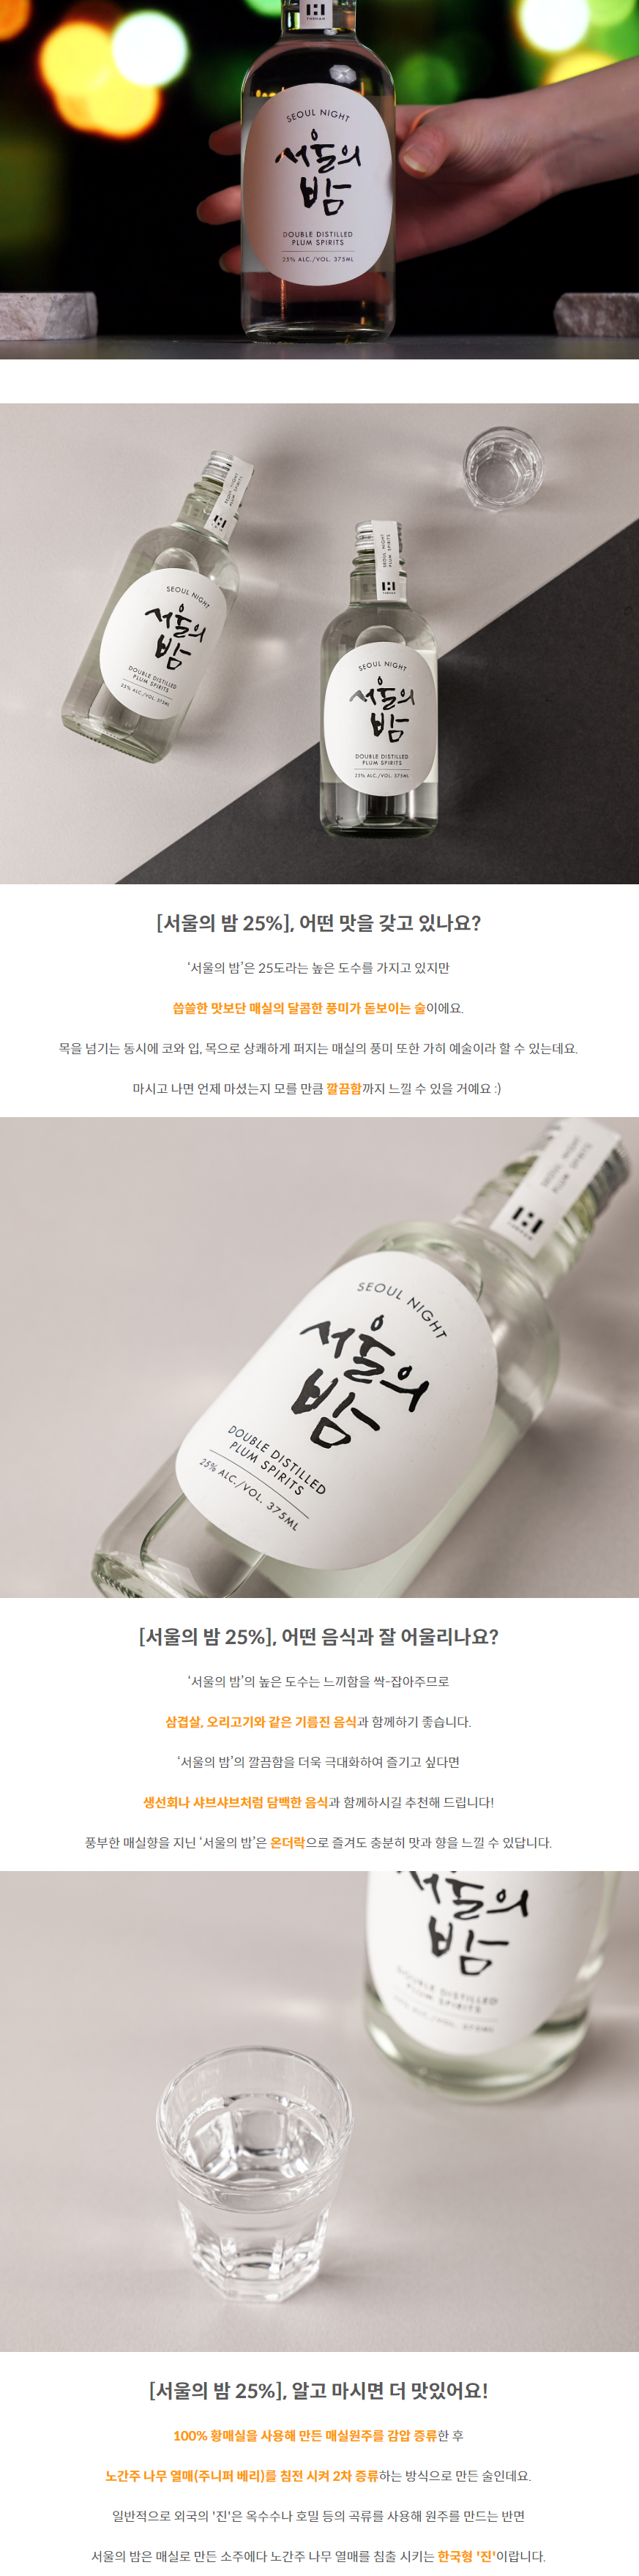 SEOUL NIGHT
서울의
밤
DOUBLE DISTILLED
PLUM SPIRITS
25% ALC./VOL. 375ML
SEOUL NIGHT
PLUM SPIRITS
SEOUL NIGHT
서울의
밤
DOUBLE DISTILLED
PLUM SPIRITS
25% ALC./VOL. 375ML
SEOUL NIGHT
PLUM SPIRITS
SEOUL NIGHT
서울의
밤
DOUBLE DISTILLED
PLUM SPIRITS
25% ALC./VOL. 375ML
[서울의 밤 25%], 어떤 맛을 갖고 있나요?
‘서울의 밤’은 25도라는 높은 도수를 가지고 있지만
씁쓸한 맛보단 매실의 달콤한 풍미가 돋보이는 술이에요.
목을 넘기는 동시에 코와 입, 목으로 상쾌하게 퍼지는 매실의 풍미 또한 가히 예술이라 할 수 있는데요.
마시고 나면 언제 마셨는지 모를 만큼 깔끔함까지 느낄 수 있을 거예요 :)
SEOUL NIGHT
PLUM SPIRITS
SEOUL NIGHT
서울의
밤
DOUBLE DISTILLED
PLUM SPIRITS
25% ALC./VOL. 375ML
[서울의 밤 25%], 어떤 음식과 잘 어울리나요?
‘서울의 밤’의 높은 도수는 느끼함을 싹-잡아주므로
삼겹살, 오리고기와 같은 기름진 음식과 함께하기 좋습니다.
‘서울의 밤’의 깔끔함을 더욱 극대화하여 즐기고 싶다면
생선회나 샤브샤브처럼 담백한 음식과 함께하시길 추천해 드립니다!
풍부한 매실향을 지닌 ‘서울의 밤’은 온더락으로 즐겨도 충분히 맛과 향을 느낄 수 있답니다.
서울의
밤
DOUBLE DISTILLED
PLUM SPIRITS
25% ALC./VOL. 375ML
[서울의 밤 25%], 알고 마시면 더 맛있어요!
100% 황매실을 사용해 만든 매실원주를 감압 증류한 후
노간주 나무 열매(주니퍼 베리)를 침전 시켜 2차 증류하는 방식으로 만든 술인데요.
일반적으로 외국의 '진'은 옥수수나 호밀 등의 곡류를 사용해 원주를 만드는 반면
서울의 밤은 매실로 만든 소주에다 노간주 나무 열매를 침출 시키는 한국형 '진'이랍니다.